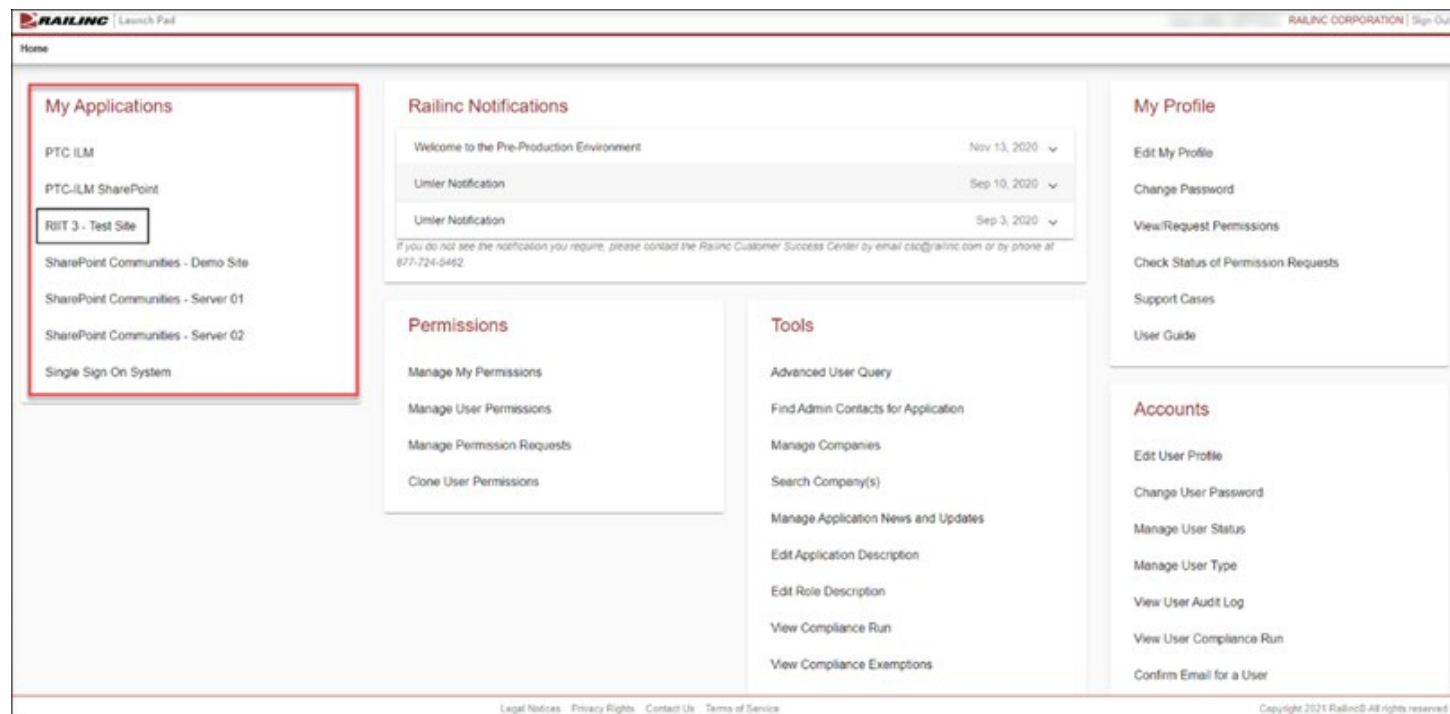 RAILINC | Launch Pad
RAILINC CORPORATION | Sign Out
Home
My Applications
PTC ILM
PTC-ILM SharePoint
RIIT 3 - Test Site
SharePoint Communities - Demo Site
SharePoint Communities - Server 01
SharePoint Communities - Server 02
Single Sign On System
Railinc Notifications
Welcome to the Pre-Production Environment Nov 13, 2020
Umler Notification Sep 10, 2020
Umler Notification Sep 3, 2020
If you do not see the notification you require, please contact the Railinc Customer Success Center by email csc@railinc.com or by phone at
877-724-5462.
Permissions
Manage My Permissions
Manage User Permissions
Manage Permission Requests
Clone User Permissions
Tools
Advanced User Query
Find Admin Contacts for Application
Manage Companies
Search Company(s)
Manage Application News and Updates
Edit Application Description
Edit Role Description
View Compliance Run
View Compliance Exemptions
My Profile
Edit My Profile
Change Password
View/Request Permissions
Check Status of Permission Requests
Support Cases
User Guide
Accounts
Edit User Profile
Change User Password
Manage User Status
Manage User Type
View User Audit Log
View User Compliance Run
Confirm Email for a User
Legal Notices Privacy Rights Contact Us Terms of Service
Copyright 2021 Railinc© All rights reserved